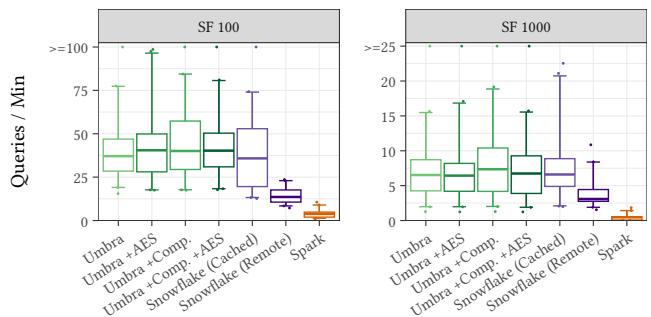 SF 100
SF 1000
Queries / Min
>=100
75
50
25
0
>=25
20
15
10
5
0
Umbra
Umbra +AES
Umbra +Comp.
Umbra +Comp. +AES
Snowflake (Cached)
Snowflake (Remote)
Spark
Umbra
Umbra +AES
Umbra +Comp.
Umbra +Comp. +AES
Snowflake (Cached)
Snowflake (Remote)
Spark